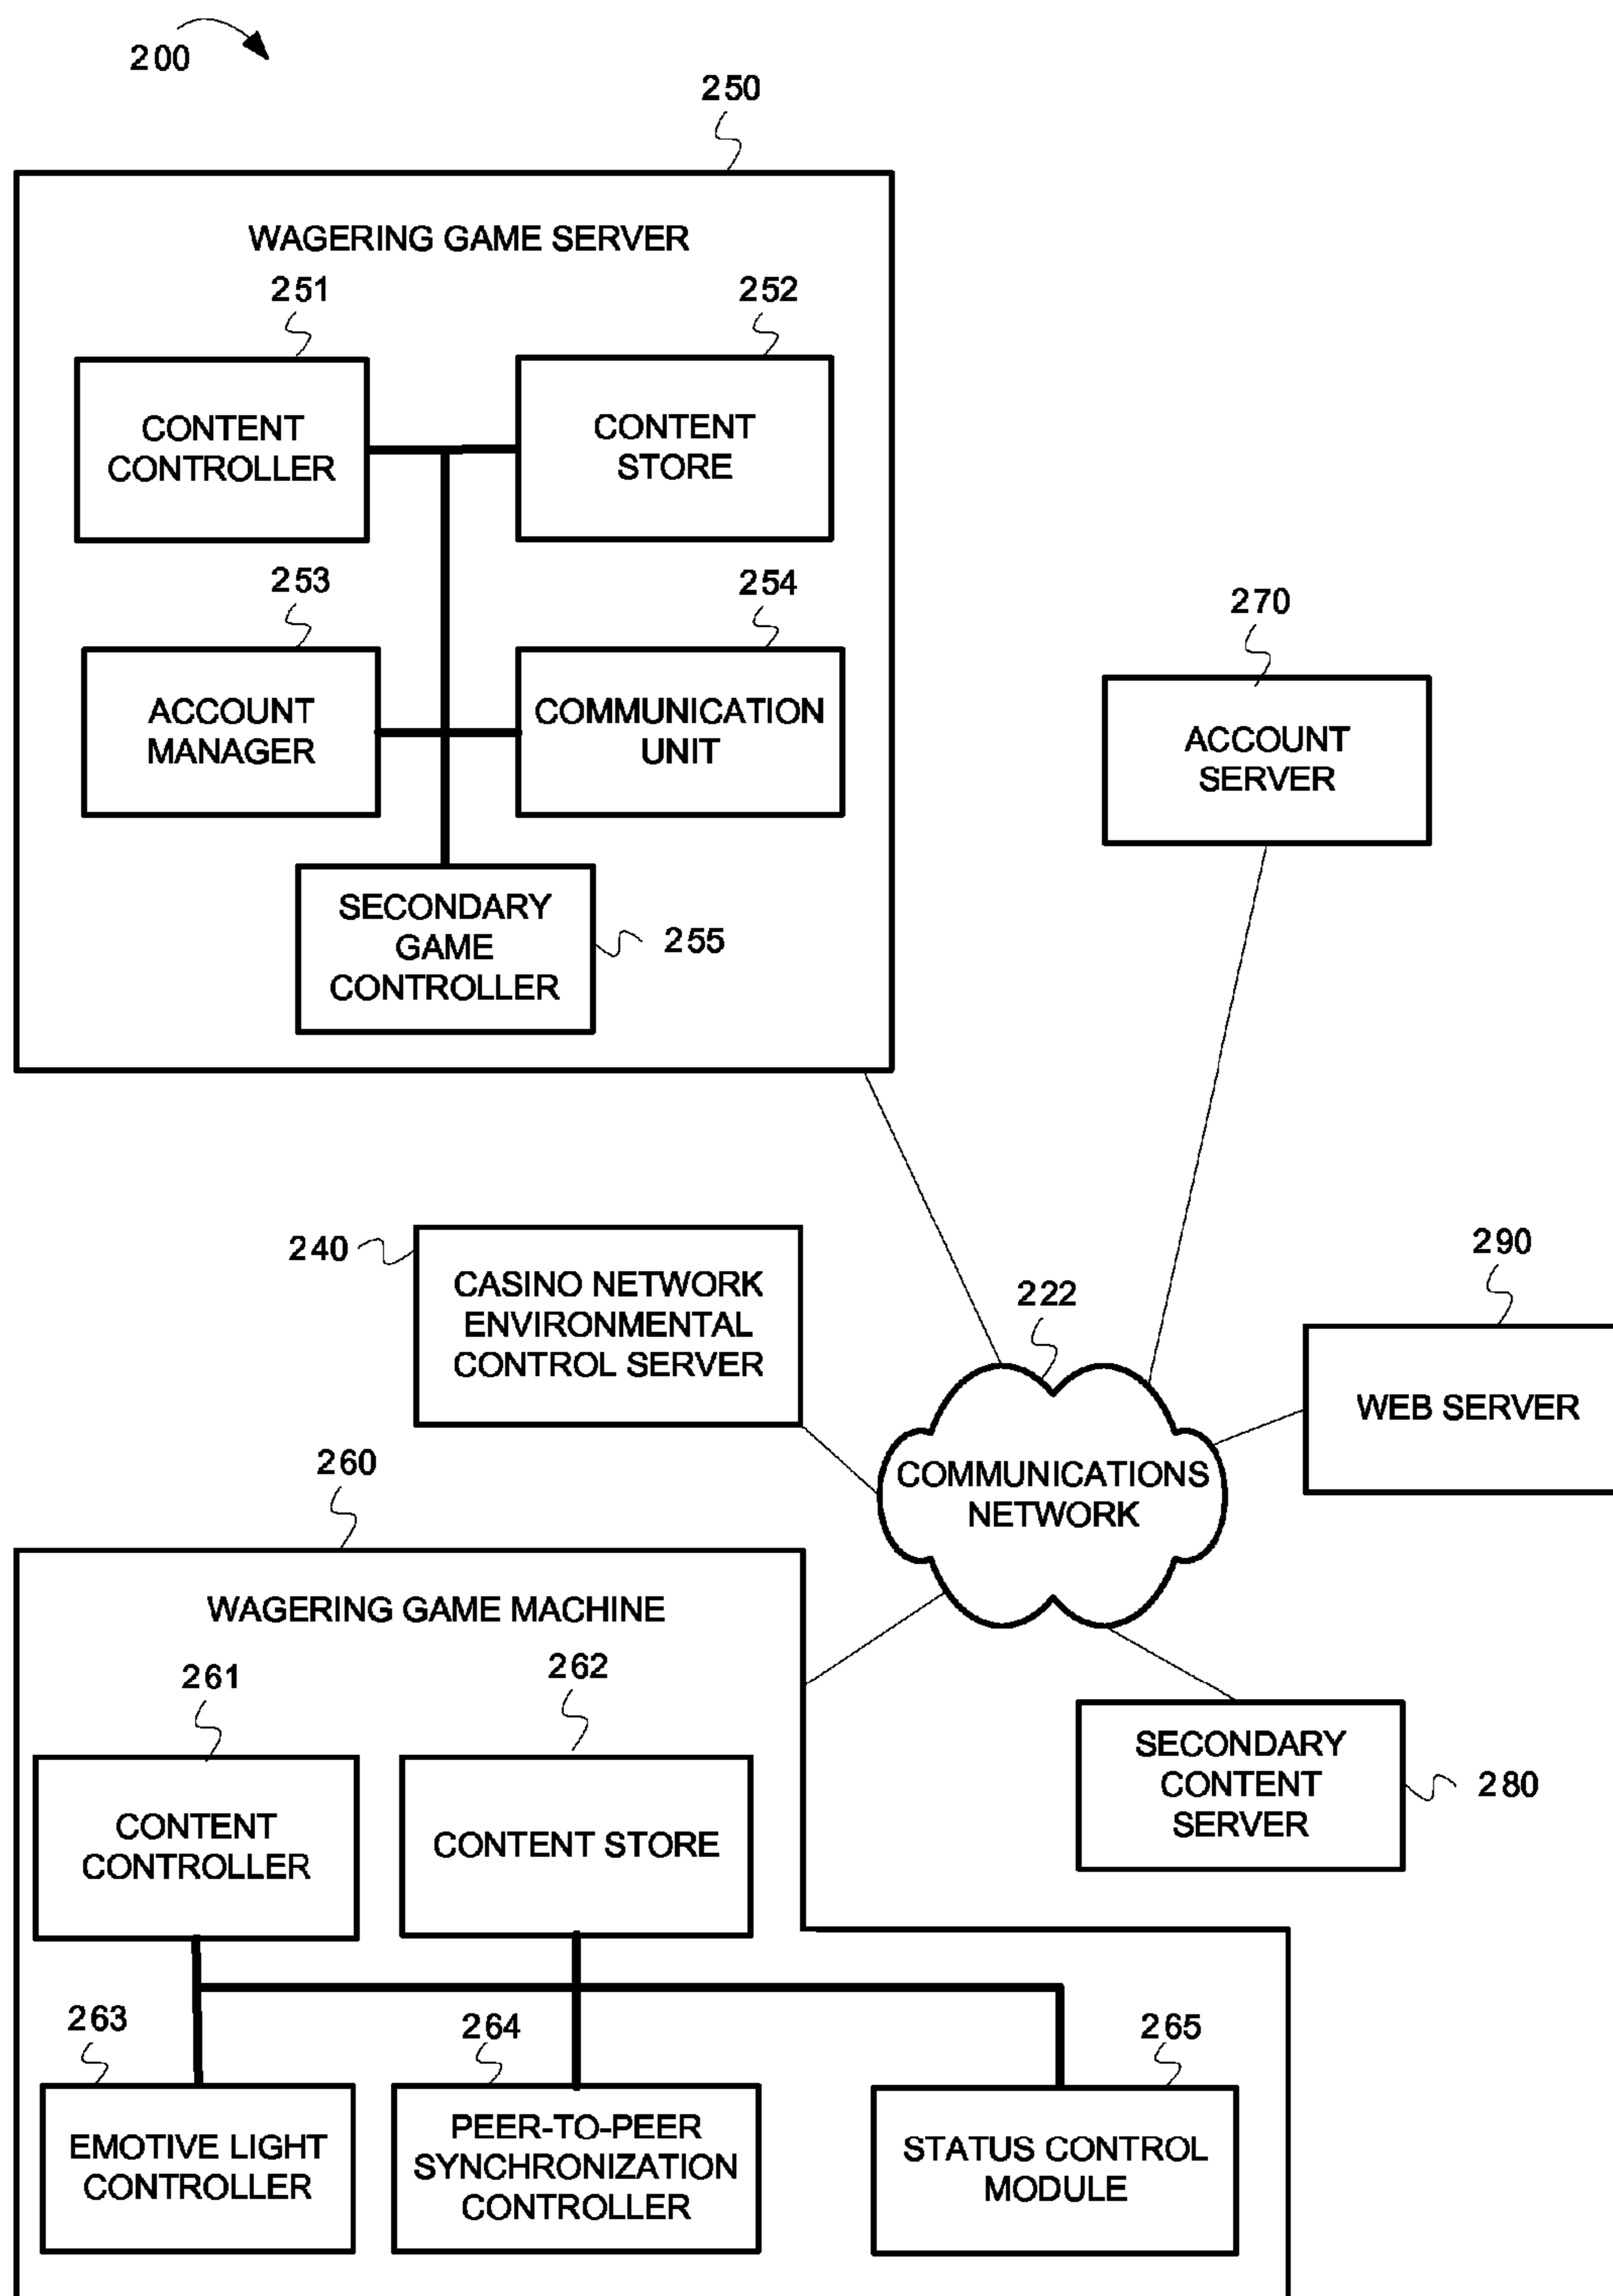 200
250
WAGERING GAME SERVER
251
252
CONTENT
CONTROLLER
CONTENT
STORE
253
254
ACCOUNT
MANAGER
COMMUNICATION
UNIT
SECONDARY
GAME
CONTROLLER
255
270
ACCOUNT
SERVER
240
CASINO NETWORK
ENVIRONMENTAL
CONTROL SERVER
222
COMMUNICATIONS
NETWORK
290
WEB SERVER
260
WAGERING GAME MACHINE
261
262
CONTENT
CONTROLLER
CONTENT STORE
SECONDARY
CONTENT
SERVER
280
263
264
265
EMOTIVE LIGHT
CONTROLLER
PEER-TO-PEER
SYNCHRONIZATION
CONTROLLER
STATUS CONTROL
MODULE